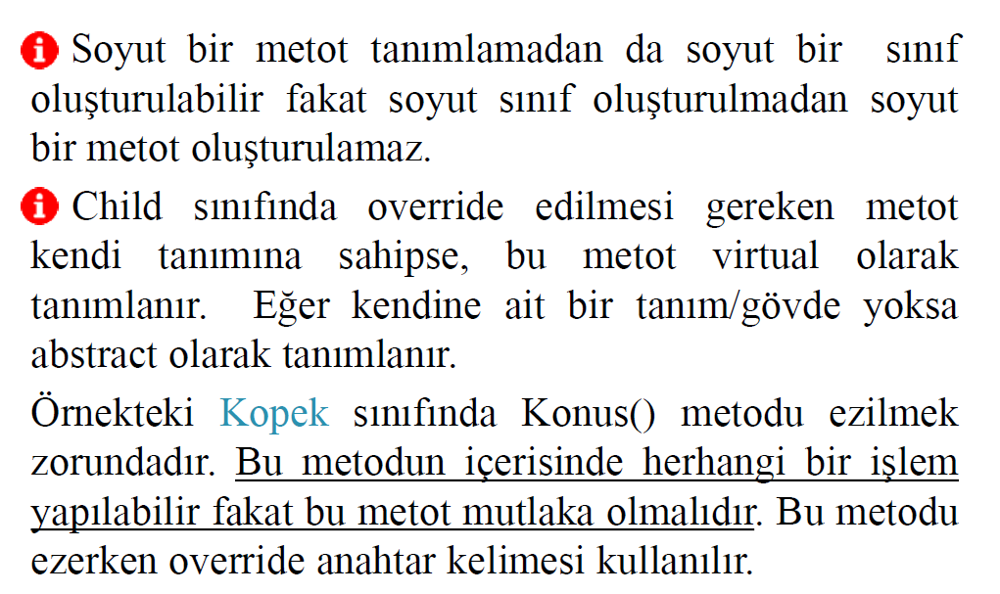 Soyut bir metot tanımlamadan da soyut bir sınıf
oluşturulabilir fakat soyut sınıf oluşturulmadan soyut
bir metot oluşturulamaz.
Child sınıfında override edilmesi gereken metot
kendi tanımına sahipse, bu metot virtual olarak
tanımlanır. Eğer kendine ait bir tanım/gövde yoksa
abstract olarak tanımlanır.
Örnekteki Kopek sınıfında Konus() metodu ezilmek
zorundadır. Bu metodun içerisinde herhangi bir işlem
yapılabilir fakat bu metot mutlaka olmalıdır. Bu metodu
ezerken override anahtar kelimesi kullanılır.